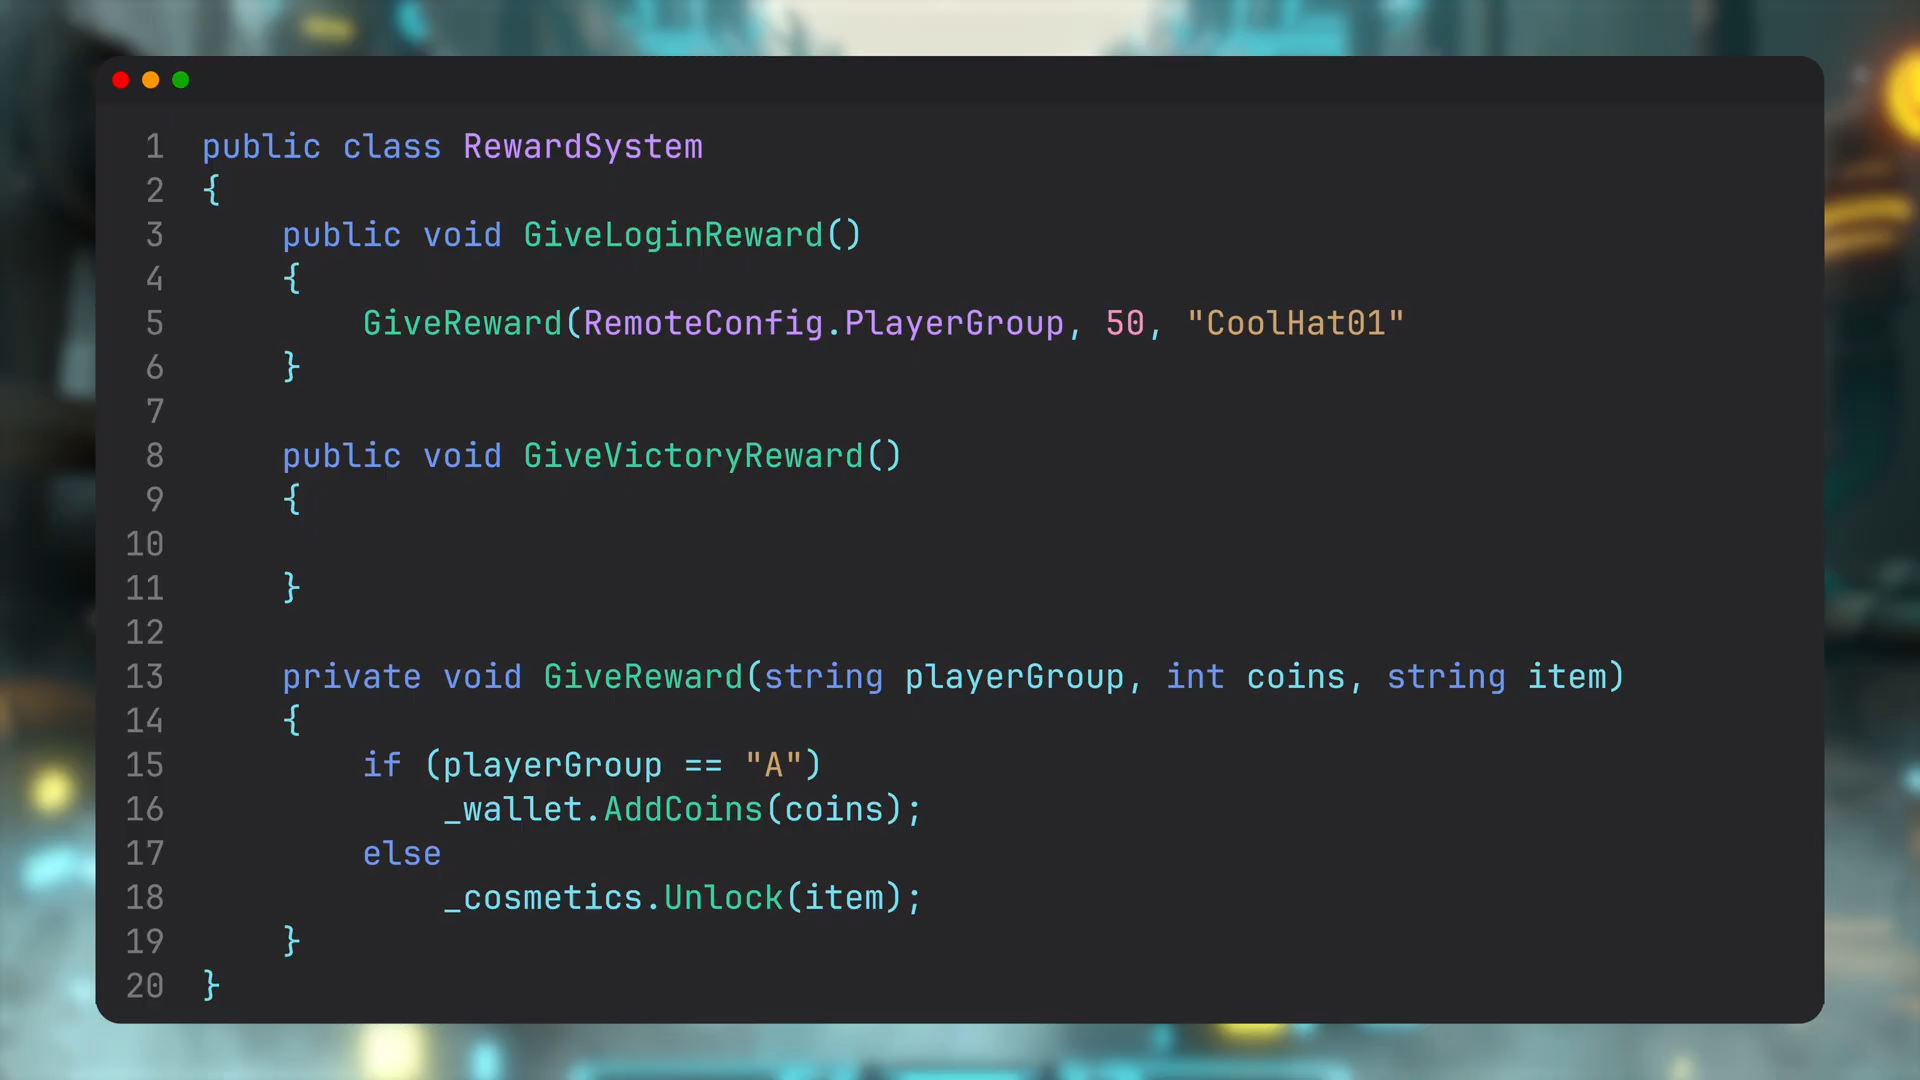 1 public class RewardSystem
2 {
3 public void GiveLoginReward()
4 {
5 GiveReward(RemoteConfig.PlayerGroup, 50, "CoolHat01"
6 }
7
8 public void GiveVictoryReward()
9 {
10
11 }
12
13 private void GiveReward(string playerGroup, int coins, string item)
14 {
15 if (playerGroup == "A")
16 _wallet.AddCoins(coins);
17 else
18 _cosmetics.Unlock(item);
19 }
20 }